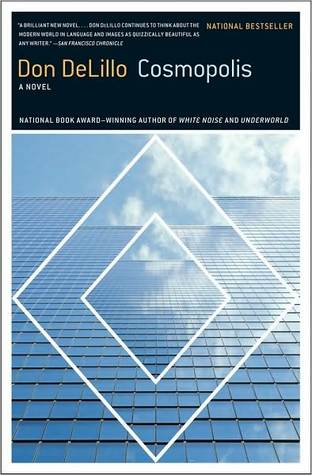 "A BRILLIANT NEW NOVEL. . . . DON DELILLO CONTINUES TO THINK ABOUT THE
MODERN WORLD IN LANGUAGE AND IMAGES AS QUIZZICALLY BEAUTIFUL AS
ANY WRITER." —SAN FRANCISCO CHRONICLE
NATIONAL BESTSELLER
Don DeLillo Cosmopolis
A NOVEL
NATIONAL BOOK AWARD–WINNING AUTHOR OF WHITE NOISE AND UNDERWORLD